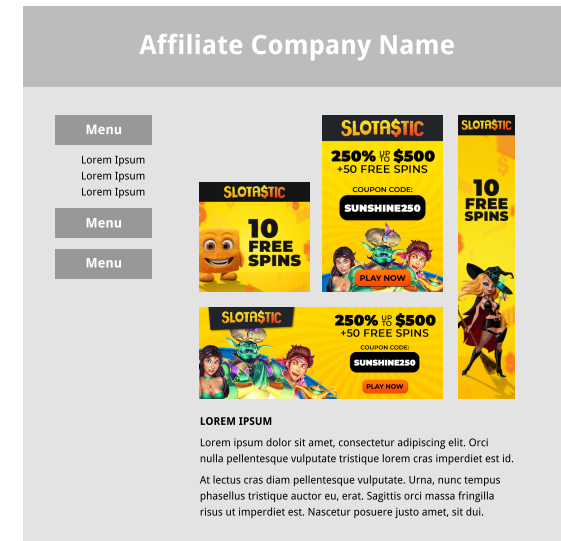 Affiliate Company Name
Menu
Lorem Ipsum
Lorem Ipsum
Lorem Ipsum
Menu
Menu
SLOTA$TIC
10
FREE
SPINS
SLOTA$TIC
250% UP TO $500
+50 FREE SPINS
COUPON CODE:
SUNSHINE250
PLAY NOW
SLOTA$TIC
10
FREE
SPINS
SLOTA$TIC
250% UP TO $500
+50 FREE SPINS
COUPON CODE:
SUNSHINE250
PLAY NOW
LOREM IPSUM
Lorem ipsum dolor sit amet, consectetur adipiscing elit. Orci
nulla pellentesque vulputate tristique lorem cras imperdiet est id.
At lectus cras diam pellentesque vulputate. Urna, nunc tempus
phasellus tristique auctor eu, erat. Sagittis orci massa fringilla
risus ut imperdiet est. Nascetur posuere justo amet, sit dui.